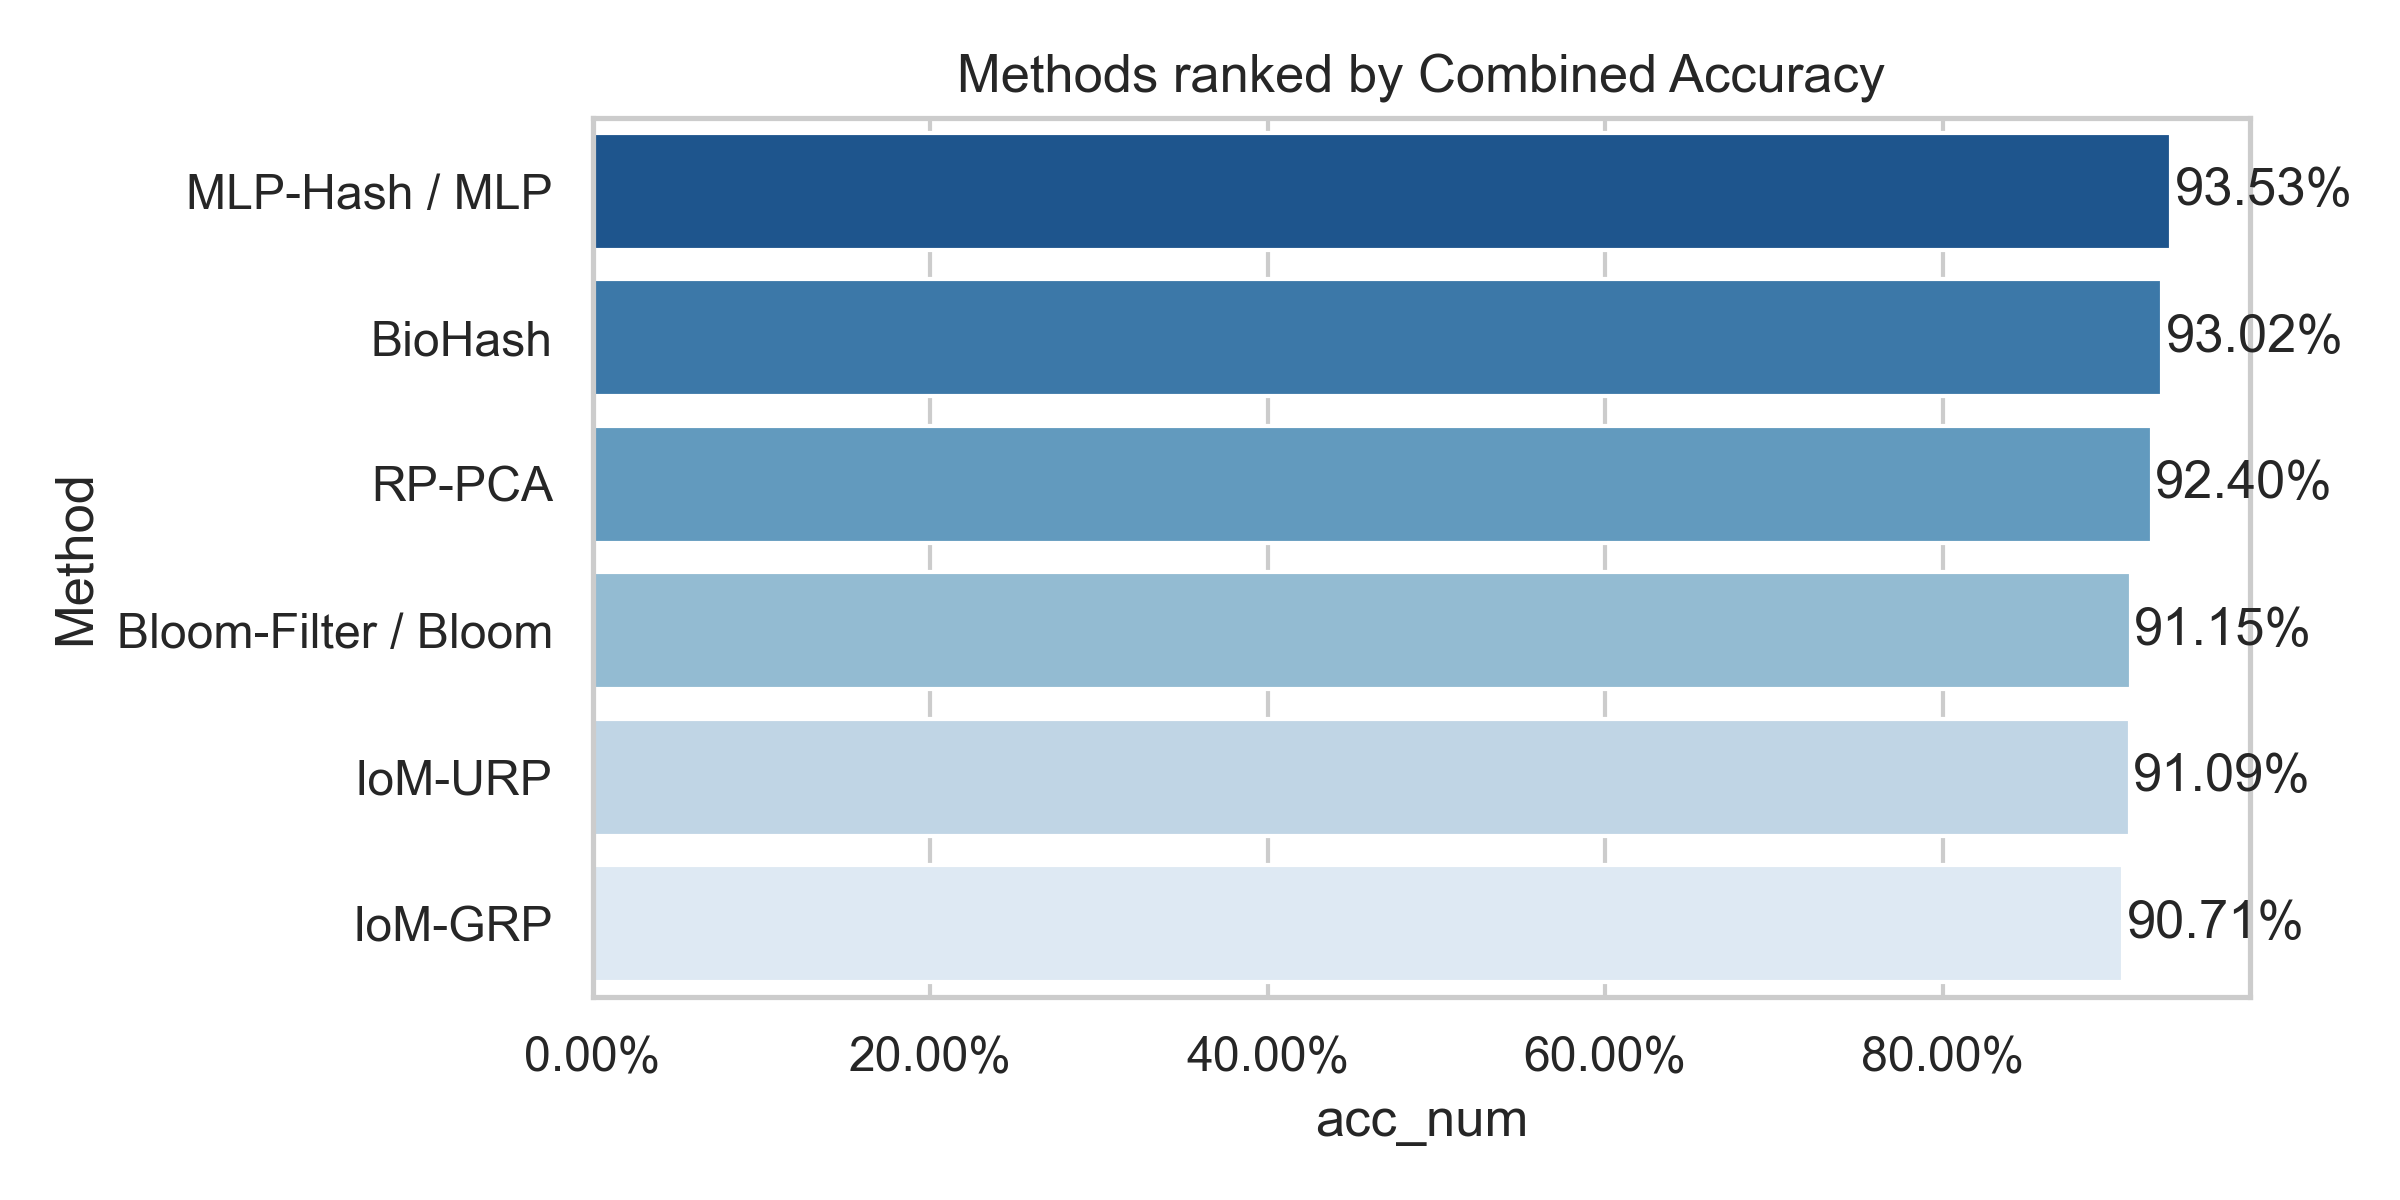 Methods ranked by Combined Accuracy
Method
MLP-Hash / MLP
93.53%
BioHash
93.02%
RP-PCA
92.40%
Bloom-Filter / Bloom
91.15%
IoM-URP
91.09%
IoM-GRP
90.71%
0.00% 20.00% 40.00% 60.00% 80.00%
acc_num